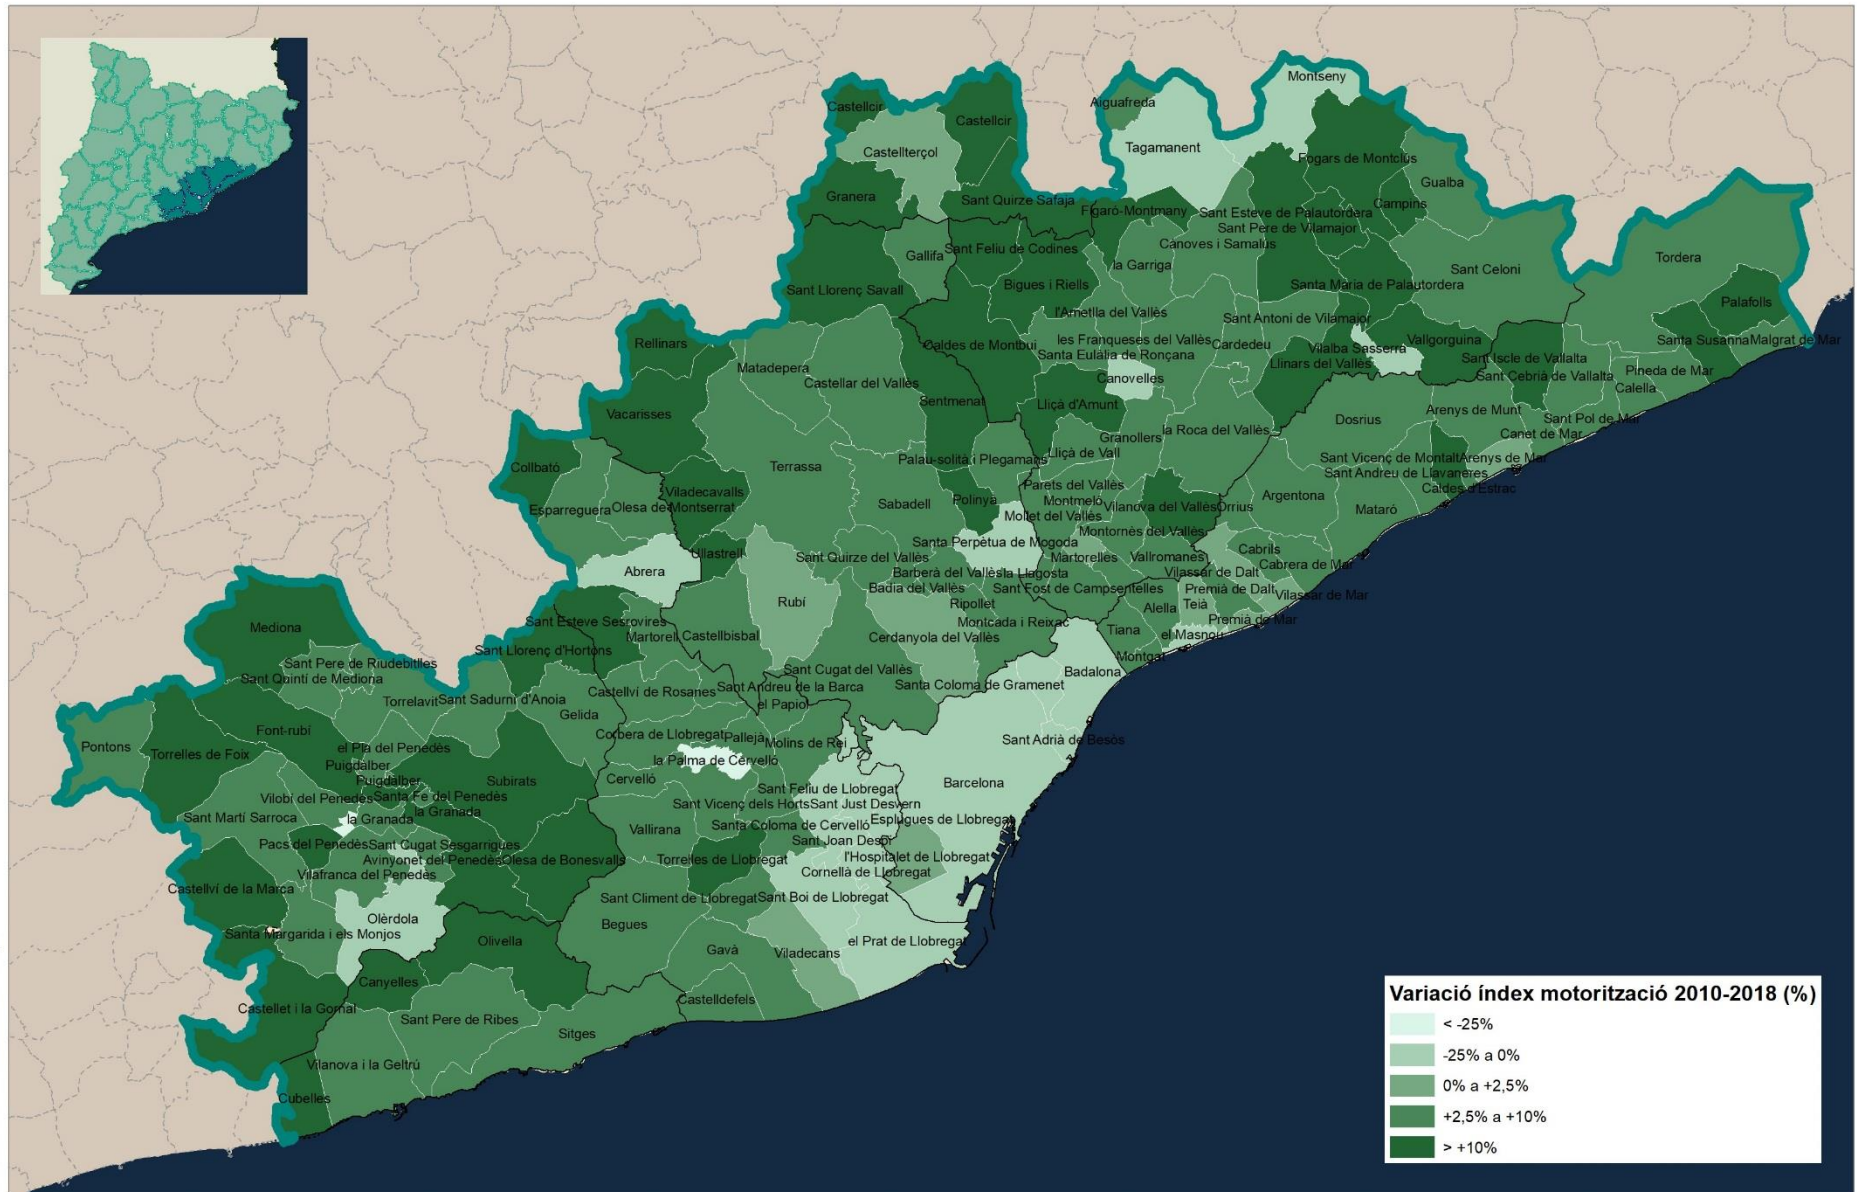 Montseny
Aiguafreda
Castellcir
Castellcir
Tagamanent
Castellterçol
Fogars de Montclús
Gualba
Granera
Sant Quirze Safaja
Campins
Figaró-Montmany
Sant Esteve de Palautordera
Sant Pere de Vilamajor
Cànoves i Samalús
Sant Feliu de Codines
Gallifa
la Garriga
Tordera
Sant Celoni
Bigues i Riells
Santa Maria de Palautordera
Sant Llorenç Savall
Palafolls
l'Ametlla del Vallès
Sant Antoni de Vilamajor
Rellinars
Caldes de Montbui
les Franqueses del Vallès
Cardedeu
Vallgorguina
Santa Susanna
Malgrat de Mar
Vilalba Sasserra
Santa Eulàlia de Ronçana
Sant Iscle de Vallalta
Llinars del Vallès
Matadepera
Pineda de Mar
Sant Cebrià de Vallalta
Canovelles
Castellar del Vallès
Calella
Sentmenat
Lliçà d'Amunt
Vacarisses
Arenys de Munt
Dosrius
Sant Pol de Mar
la Roca del Vallès
Canet de Mar
Granollers
Lliçà de Vall
Palau-solità i Plegamans
Sant Vicenç de Montalt
Arenys de Mar
Terrassa
Collbató
Sant Andreu de Llavaneres
Parets del Vallès
Caldes d'Estrac
Viladecavalls
Argentona
Polinyà
Montmeló
Sabadell
Vilanova del Vallès
Òrrius
Esparreguera
Olesa de Montserrat
Mataró
Mollet del Vallès
Montornès del Vallès
Santa Perpètua de Mogoda
Cabrils
Ullastrell
Sant Quirze del Vallès
Martorelles
Vallromanes
Cabrera de Mar
Abrera
Barberà del Vallès
la Llagosta
Vilassar de Dalt
Badia del Vallès
Sant Fost de Campsentelles
Premià de Dalt
Vilassar de Mar
Rubí
Ripollet
Alella
Teià
Premià de Mar
Sant Esteve Sesrovires
Montcada i Reixac
Mediona
Martorell
Castellbisbal
Cerdanyola del Vallès
Tiana
el Masnou
Sant Llorenç d'Hortons
Montgat
Sant Pere de Riudebitlles
Sant Cugat del Vallès
Badalona
Sant Quintí de Mediona
Castellví de Rosanes
Sant Andreu de la Barca
Santa Coloma de Gramenet
Torrelavit
Sant Sadurní d'Anoia
el Papiol
Gelida
Font-rubí
Corbera de Llobregat
Pallejà
Molins de Rei
Sant Adrià de Besòs
Pontons
Torrelles de Foix
el Pla del Penedès
la Palma de Cervelló
Puigdàlber
Puigdàlber
Subirats
Cervelló
Barcelona
Sant Feliu de Llobregat
Vilobí del Penedès
Santa Fe del Penedès
Sant Vicenç dels Horts
Sant Just Desvern
la Granada
Sant Martí Sarroca
la Granada
Esplugues de Llobregat
Vallirana
Santa Coloma de Cervelló
Sant Joan Despí
Pacs del Penedès
Sant Cugat Sesgarrigues
Avinyonet del Penedès
Olesa de Bonesvalls
Torrelles de Llobregat
l'Hospitalet de Llobregat
Vilafranca del Penedès
Cornellà de Llobregat
Castellví de la Marca
Sant Climent de Llobregat
Sant Boi de Llobregat
Olèrdola
Begues
Santa Margarida i els Monjos
Olivella
el Prat de Llobregat
Gavà
Viladecans
Canyelles
Castelldefels
Castellet i la Gornal
Sant Pere de Ribes
Sitges
Vilanova i la Geltrú
Cubelles
Variació índex motorització 2010-2018 (%)
< -25%
-25% a 0%
0% a +2,5%
+2,5% a +10%
> +10%